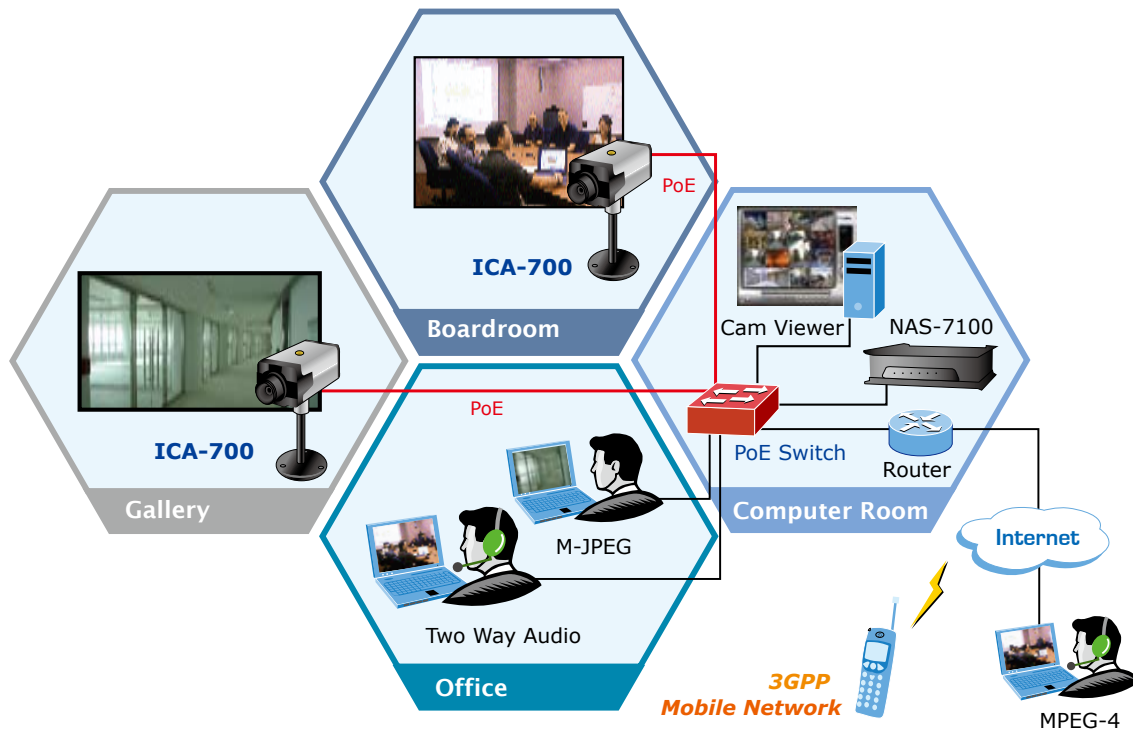 PoE
ICA-700
Boardroom
Cam Viewer
NAS-7100
PoE
ICA-700
PoE Switch
Router
Gallery
Computer Room
M-JPEG
Internet
Two Way Audio
Office
3GPP
Mobile Network
MPEG-4